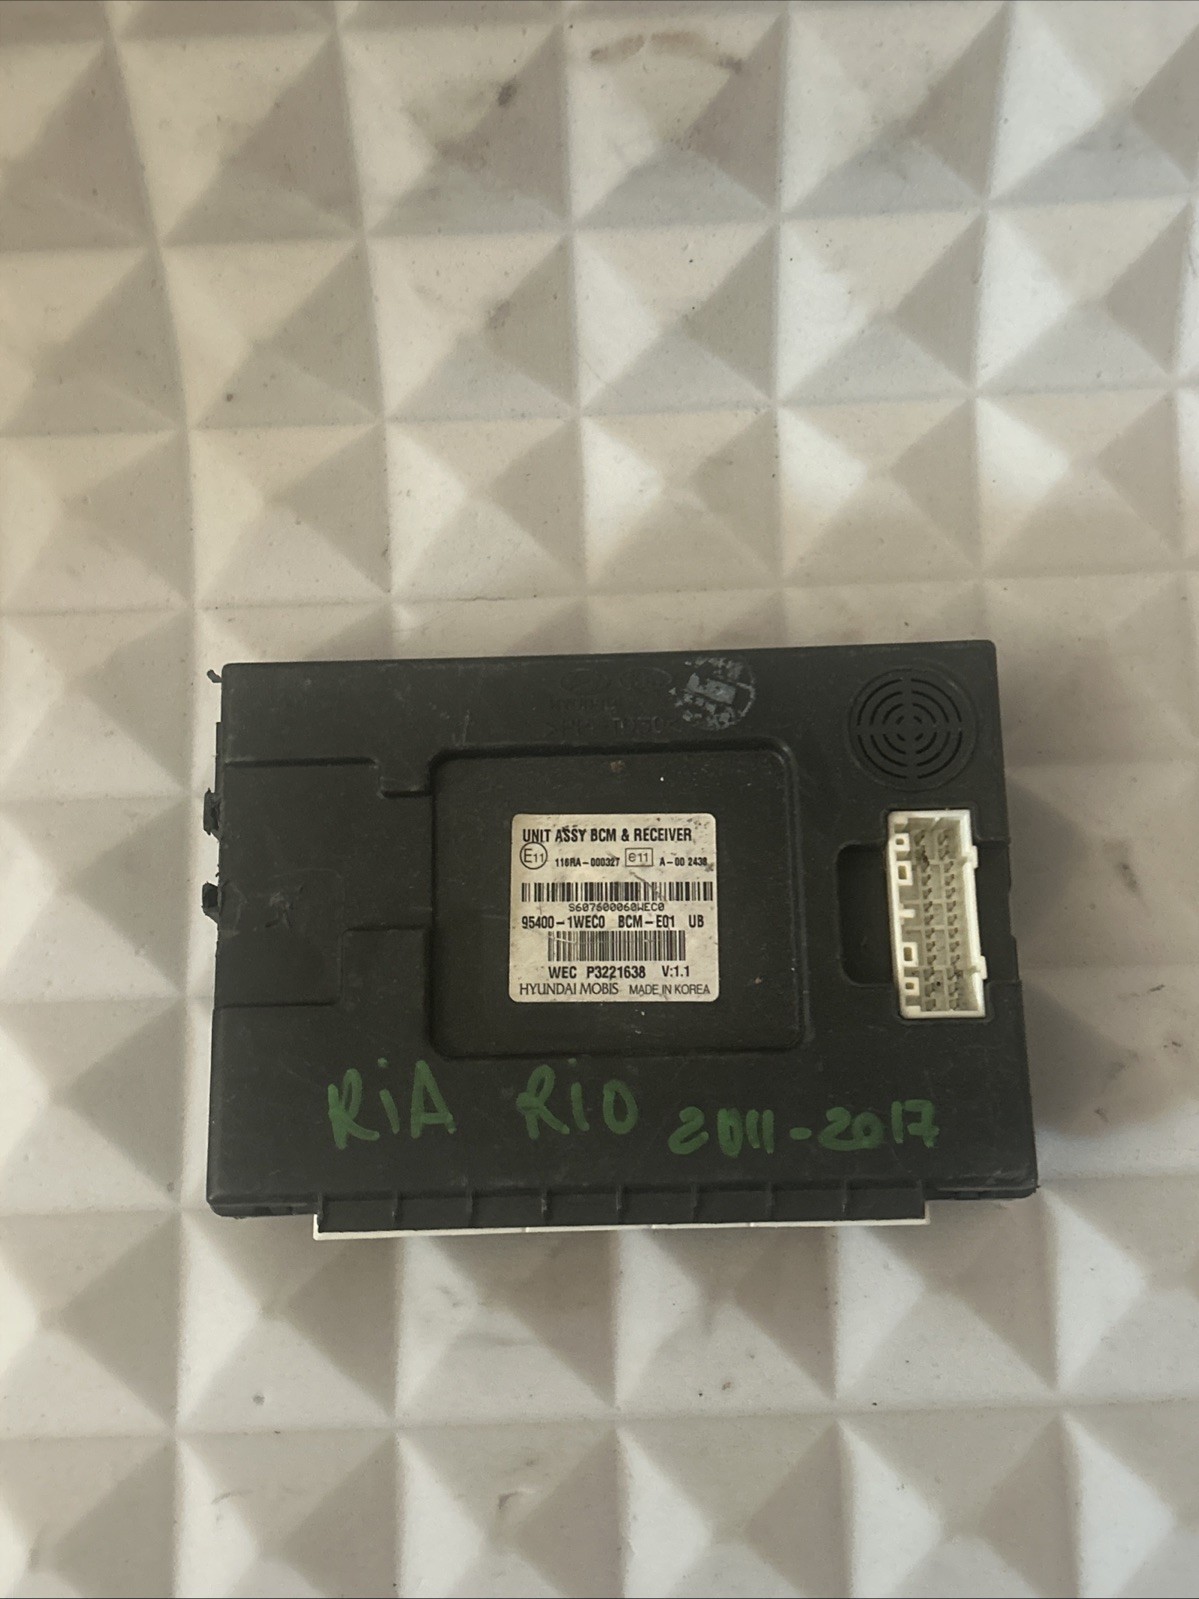 UNIT ASSY BCM & RECEIVER
E11 116RA-000327 e11 A-00 2438
S607600060WEC0
95400-1WEC0 BCM-E01 UB
WEC P3221638 V:1.1
HYUNDAI MOBIS MADE IN KOREA
KiA RIO 2011-2017